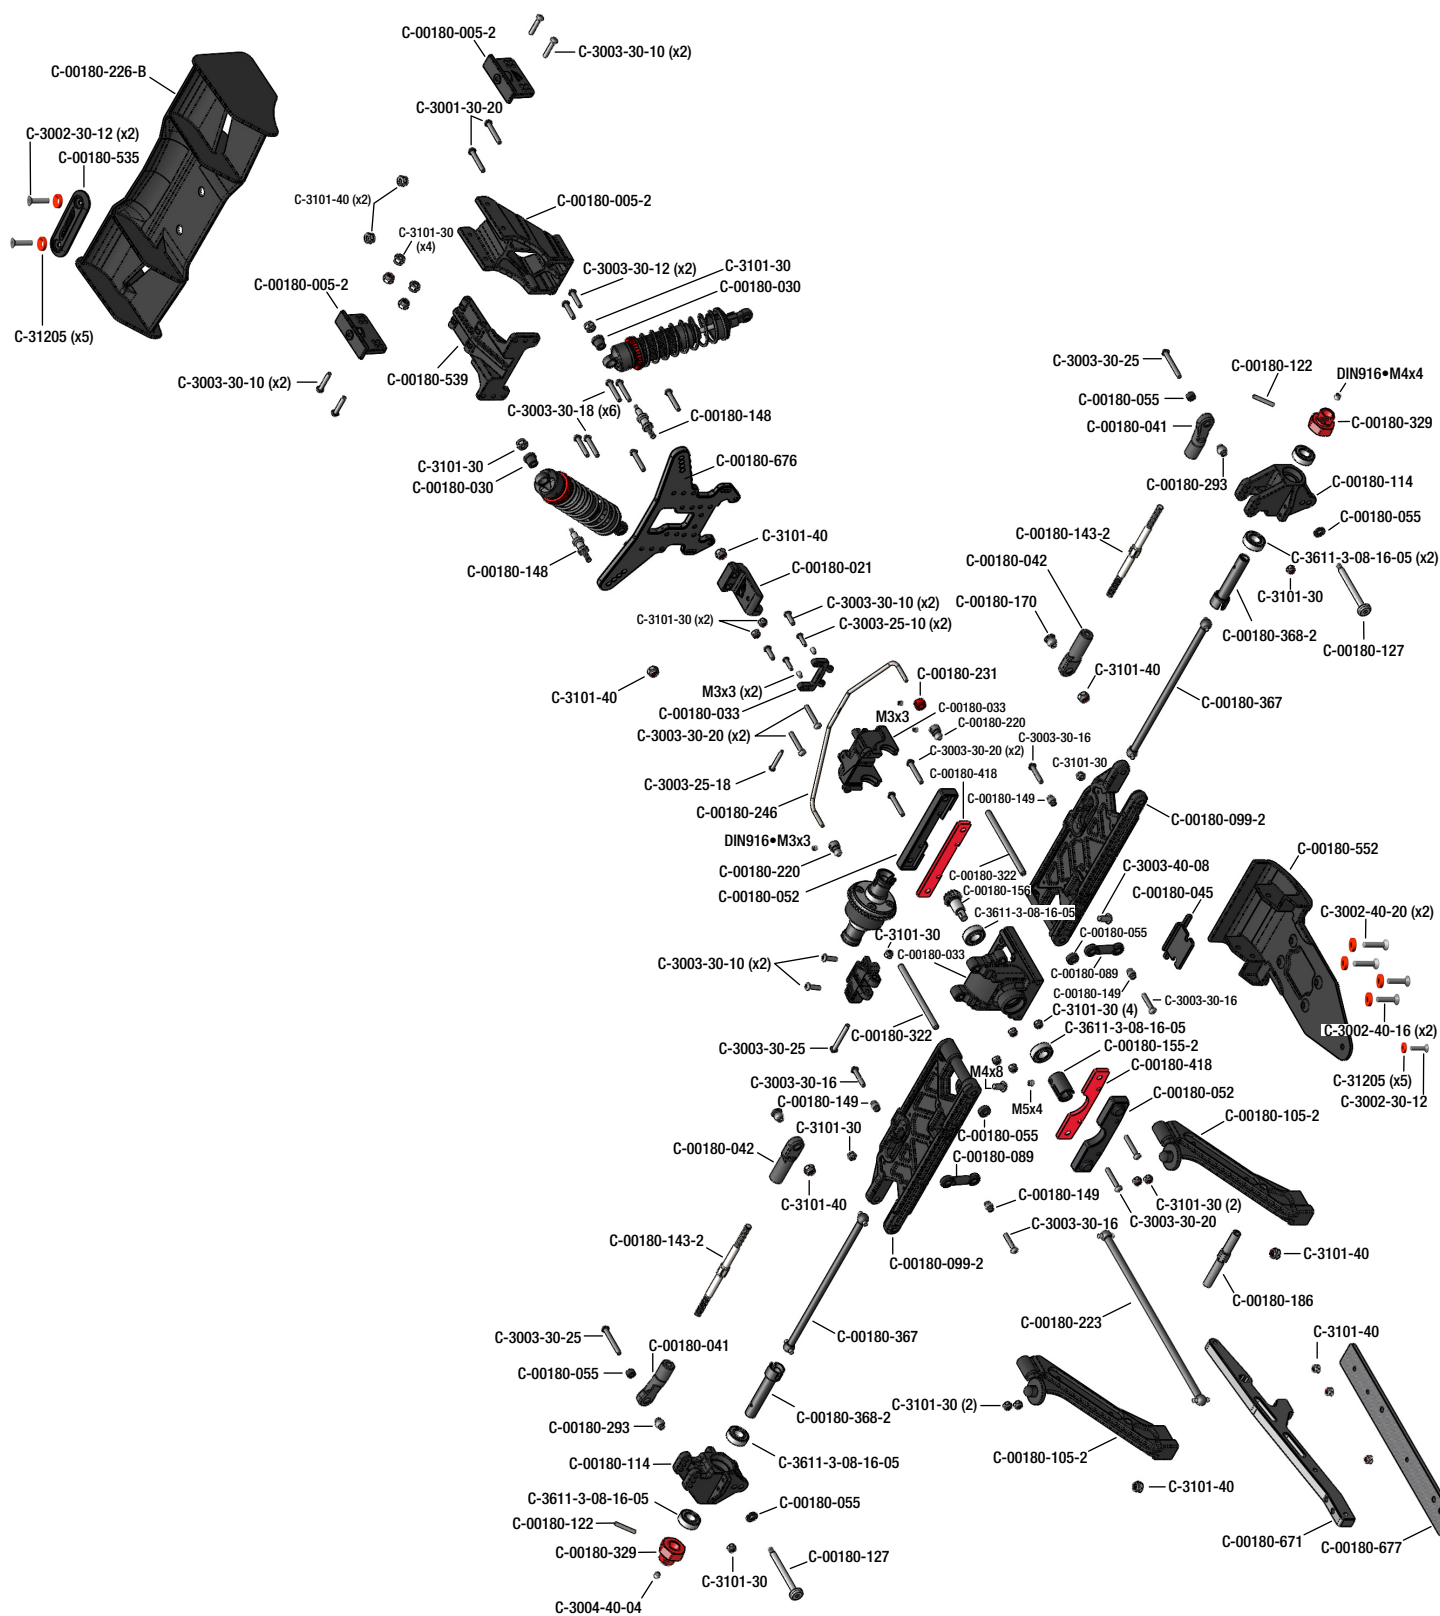 C-00180-005-2
C-3003-30-10 (x2)
C-00180-226-B
C-3001-30-20
C-3002-30-12 (x2)
C-00180-535
C-3101-40 (x2)
C-00180-005-2
C-3101-30
(x4)
C-3003-30-12 (x2)
C-3101-30
C-00180-030
C-00180-005-2
C-31205 (x5)
C-3003-30-10 (x2)
C-00180-539
C-3003-30-18 (x6)
C-00180-148
C-3101-30
C-00180-030
C-00180-676
C-3003-30-25
C-00180-122
DIN916•M4x4
C-00180-055
C-00180-041
C-00180-329
C-00180-293
C-00180-114
C-00180-055
C-00180-143-2
C-3611-3-08-16-05 (x2)
C-3101-40
C-00180-148
C-00180-021
C-00180-042
C-3101-30
C-00180-170
C-3003-30-10 (x2)
C-3101-30 (x2)
C-3003-25-10 (x2)
C-00180-368-2
C-00180-127
C-3101-40
C-3101-40
M3x3 (x2)
C-00180-231
C-00180-033
C-00180-033
M3x3
C-00180-220
C-00180-367
C-3003-30-20 (x2)
C-3003-30-16
C-3003-30-20 (x2)
C-3101-30
C-3003-25-18
C-00180-418
C-00180-149
C-00180-246
C-00180-099-2
DIN916•M3x3
C-00180-552
C-00180-220
C-00180-322
C-3003-40-08
C-00180-052
C-00180-156
C-00180-045
C-3611-3-08-16-05
C-3002-40-20 (x2)
C-3101-30
C-00180-055
C-00180-033
C-3003-30-10 (x2)
C-00180-089
C-00180-149
C-3003-30-16
C-3101-30 (4)
C-00180-322
C-3611-3-08-16-05
C-3002-40-16 (x2)
C-3003-30-25
C-00180-155-2
C-00180-418
C-3003-30-16
M4x8
C-31205 (x5)
C-00180-149
M5x4
C-00180-052
C-3002-30-12
C-3101-30
C-00180-055
C-00180-105-2
C-00180-042
C-00180-089
C-3101-40
C-00180-149
C-3101-30 (2)
C-3003-30-20
C-3003-30-16
C-00180-143-2
C-00180-099-2
C-3101-40
C-00180-186
C-00180-223
C-3003-30-25
C-00180-367
C-00180-041
C-3101-40
C-00180-055
C-3101-30 (2)
C-00180-368-2
C-00180-293
C-00180-105-2
C-00180-114
C-3611-3-08-16-05
C-3101-40
C-3611-3-08-16-05
C-00180-055
C-00180-122
C-00180-671
C-00180-677
C-00180-329
C-00180-127
C-3101-30
C-3004-40-04